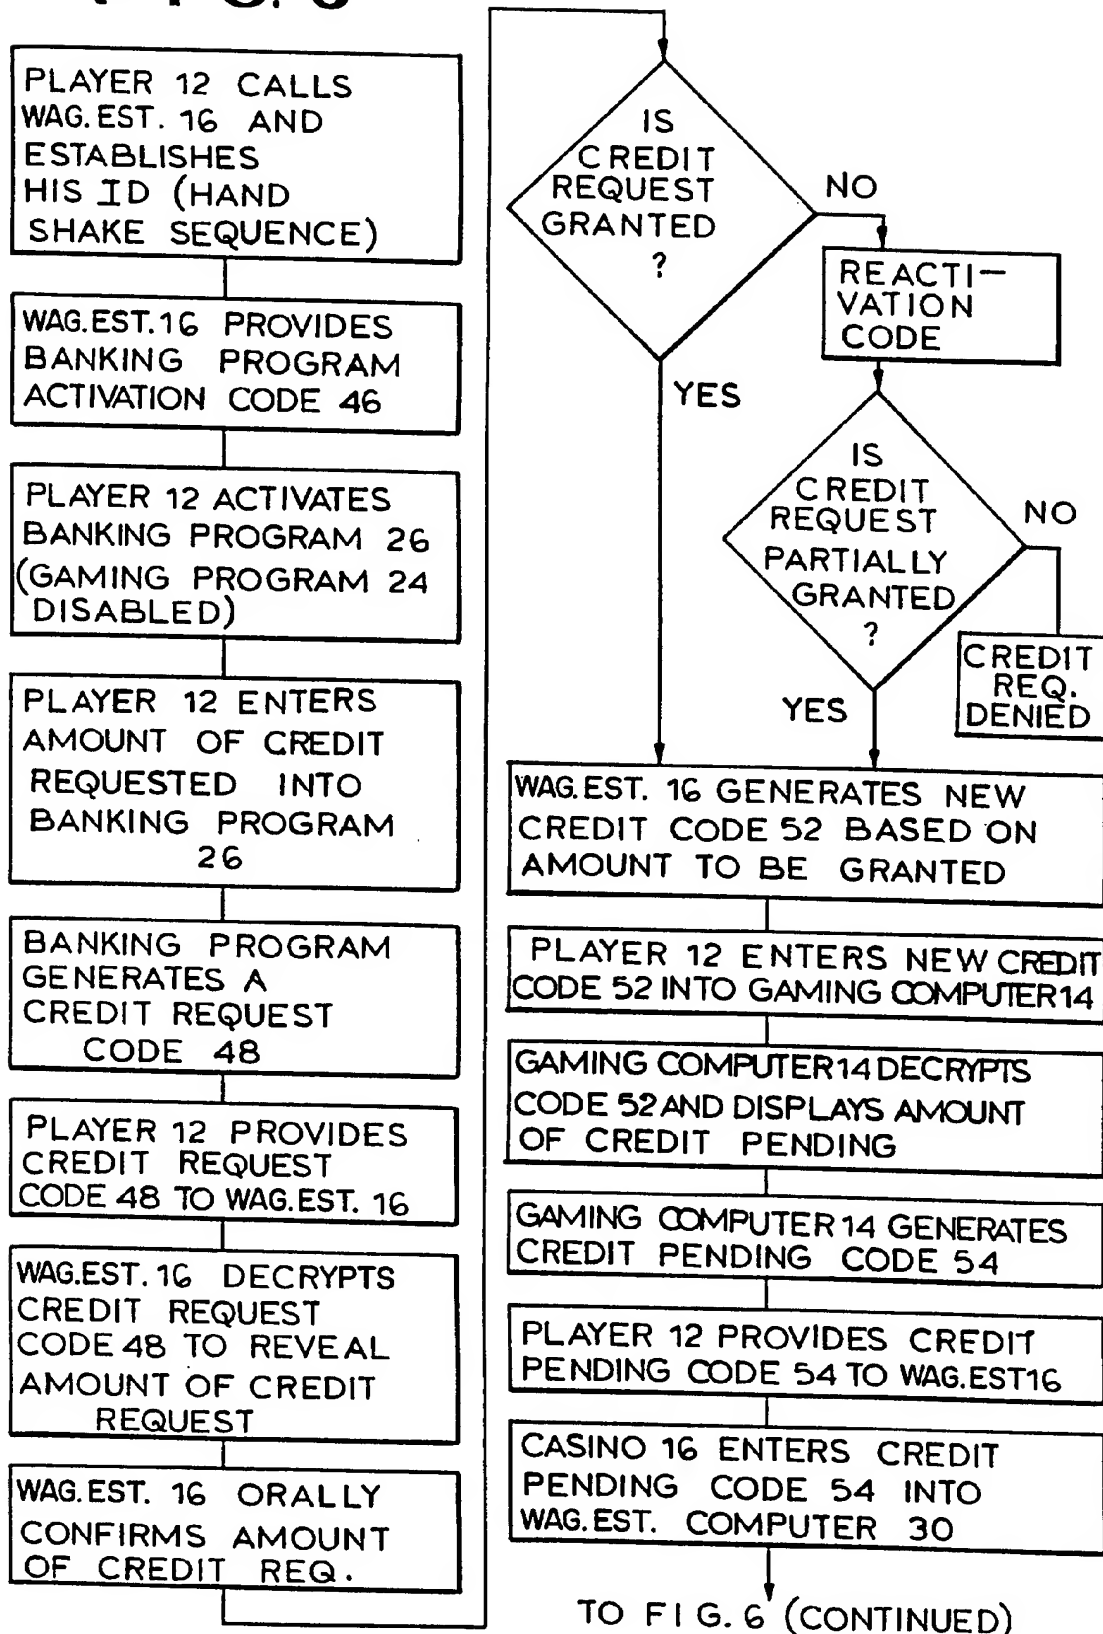 PLAYER 12 CALLS
WAG.EST. 16 AND
ESTABLISHES
HIS ID (HAND
SHAKE SEQUENCE)
WAG.EST.16 PROVIDES
BANKING PROGRAM
ACTIVATION CODE 46
PLAYER 12 ACTIVATES
BANKING PROGRAM 26
(GAMING PROGRAM 24
DISABLED)
PLAYER 12 ENTERS
AMOUNT OF CREDIT
REQUESTED INTO
BANKING PROGRAM
26
BANKING PROGRAM
GENERATES A
CREDIT REQUEST
CODE 48
PLAYER 12 PROVIDES
CREDIT REQUEST
CODE 48 TO WAG.EST. 16
WAG.EST. 16 DECRYPTS
CREDIT REQUEST
CODE 48 TO REVEAL
AMOUNT OF CREDIT
REQUEST
WAG.EST. 16 ORALLY
CONFIRMS AMOUNT
OF CREDIT REQ.
IS
CREDIT
REQUEST
GRANTED
?
NO
YES
REACTI-
VATION
CODE
IS
CREDIT
REQUEST
PARTIALLY
GRANTED
?
NO
YES
CREDIT
REQ.
DENIED
WAG.EST. 16 GENERATES NEW
CREDIT CODE 52 BASED ON
AMOUNT TO BE GRANTED
PLAYER 12 ENTERS NEW CREDIT
CODE 52 INTO GAMING COMPUTER 14
GAMING COMPUTER 14 DECRYPTS
CODE 52 AND DISPLAYS AMOUNT
OF CREDIT PENDING
GAMING COMPUTER 14 GENERATES
CREDIT PENDING CODE 54
PLAYER 12 PROVIDES CREDIT
PENDING CODE 54 TO WAG.EST16
CASINO 16 ENTERS CREDIT
PENDING CODE 54 INTO
WAG.EST. COMPUTER 30
TO FIG. 6 (CONTINUED)